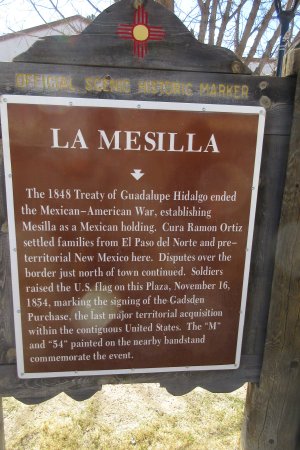 LA MESILLA
OFFICIAL SCENIC HISTORIC MARKER
The 1848 Treaty of Guadalupe Hidalgo ended
the Mexican-American War, establishing
Mesilla as a Mexican holding. Cura Ramon Ortiz
settled families from El Paso del Norte and pre-
territorial New Mexico here. Disputes over the
border just north of town continued. Soldiers
raised the U.S. flag on this Plaza, November 16,
1854, marking the signing of the Gadsden
Purchase, the last major territorial acquisition
within the contiguous United States. The "M"
and "54" painted on the nearby bandstand
commemorate the event.